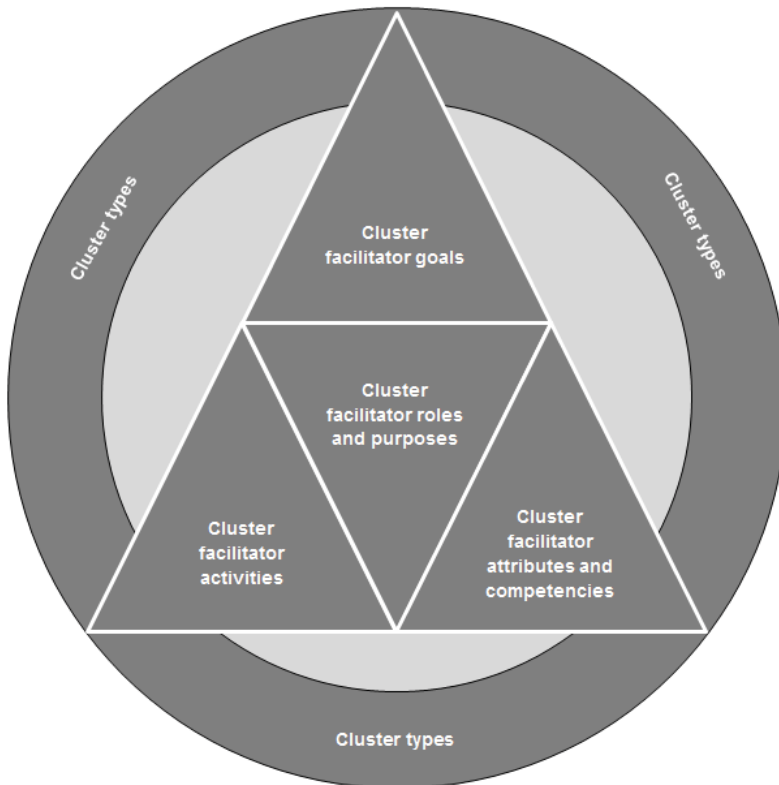 Cluster types
Cluster types
Cluster
facilitator goals
Cluster
facilitator roles
and purposes
Cluster
facilitator
activities
Cluster
facilitator
attributes and
competencies
Cluster types